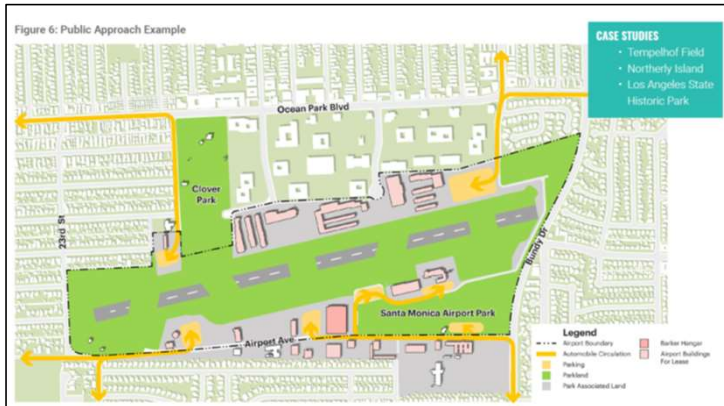 Figure 6: Public Approach Example
CASE STUDIES
• Tempelhof Field
• Northerly Island
• Los Angeles State
Historic Park
Ocean Park Blvd
Clover
Park
23rd St
Bundy Dr
Santa Monica Airport Park
Airport Ave
Legend
Airport Boundary
Automobile Circulation
Parking
Parkland
Park Associated Land
Barker Hangar
Airport Buildings
For Lease